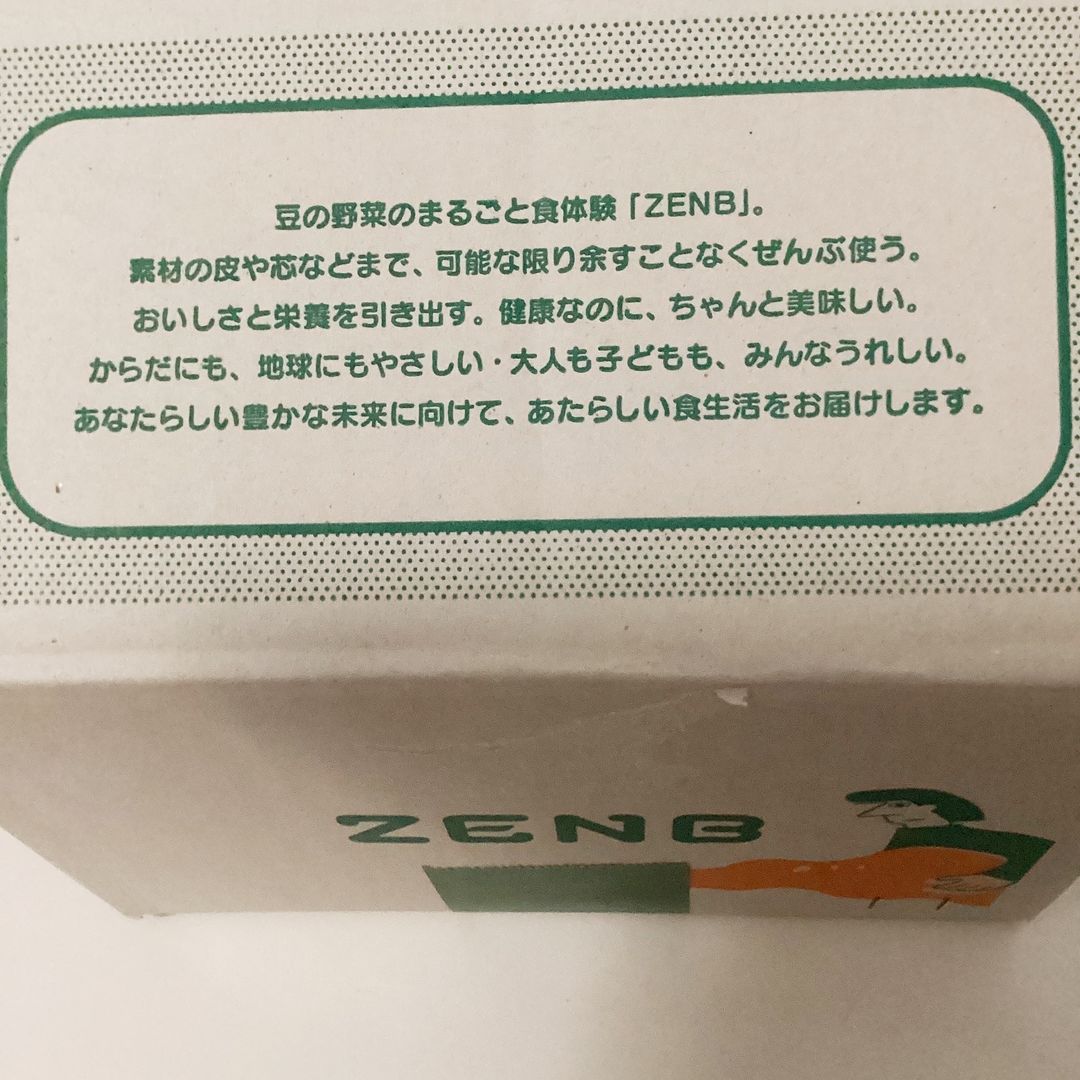 豆の野菜のまるごと食体験「ZENB」。
素材の皮や芯などまで、可能な限り余すことなくぜんぶ使う。
おいしさと栄養を引き出す。健康なのに、ちゃんと美味しい。
からだにも、地球にもやさしい・大人も子どもも、みんなうれしい。
あなたらしい豊かな未来に向けて、あたらしい食生活をお届けします。
ZENB